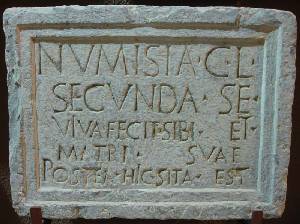 NVMISIA · C · L ·
SECVNDA · SE
VIVA FECIT · SIBI · ET ·
MATRI · SVAE
POSTEA · HIC · SITA · EST